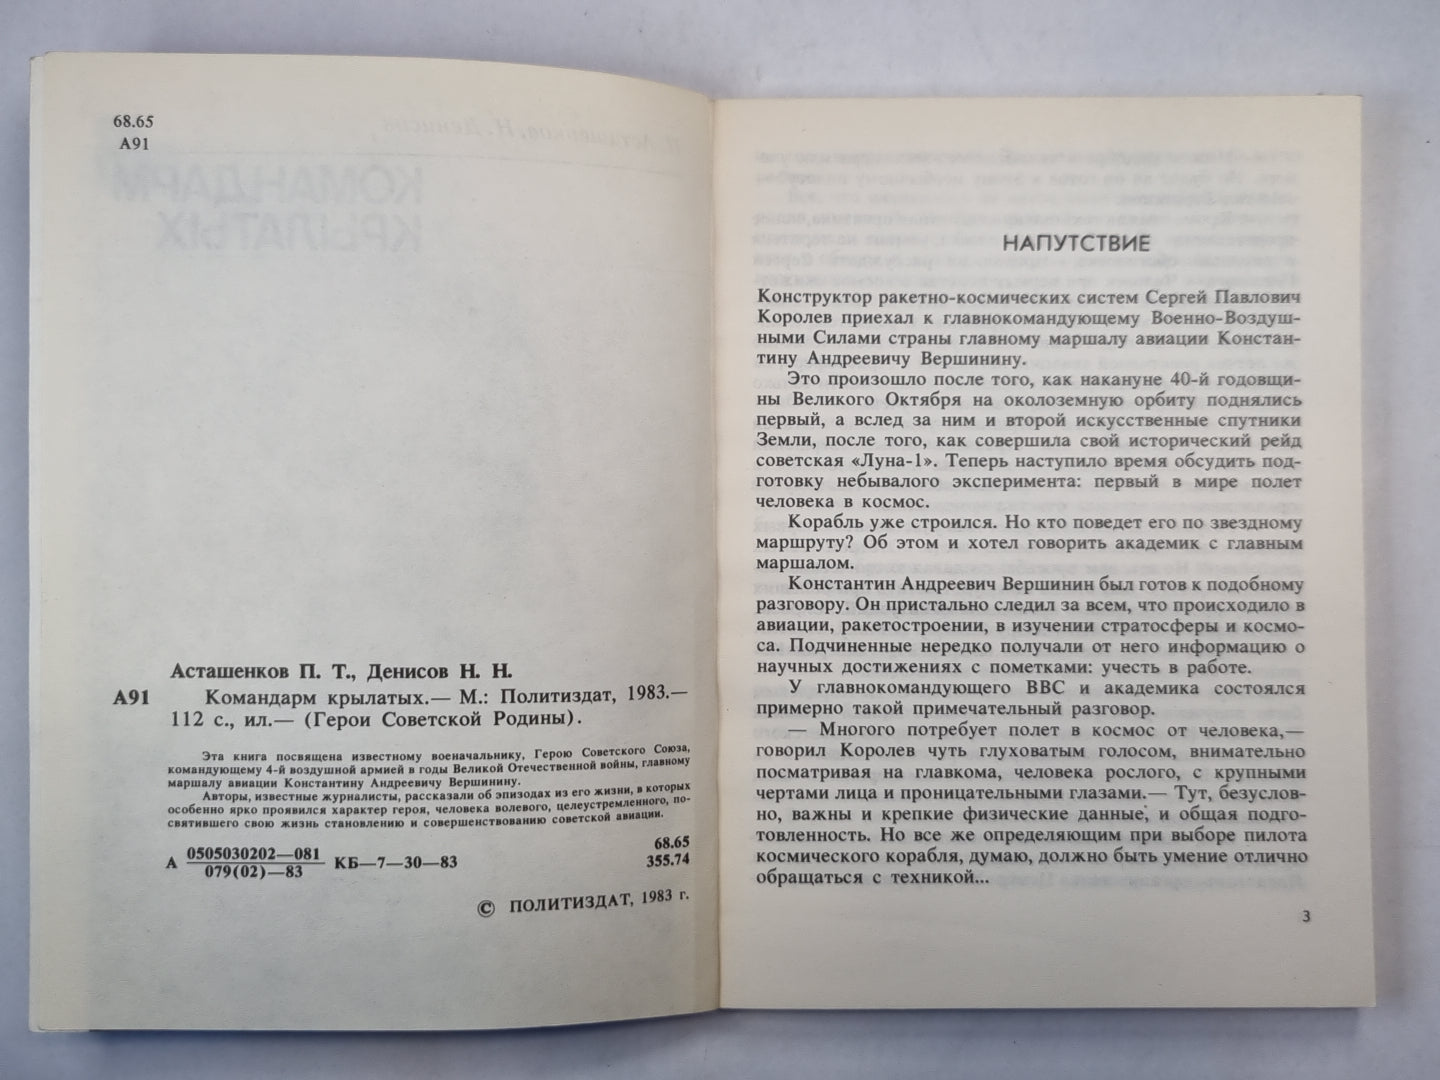 68.65
А91
КОМАНДАРМ
КРЫЛАТЫХ
Асташенков П. Т., Денисов Н. Н.
А91 Командарм крылатых.— М.: Политиздат, 1983.—
112 с., ил.— (Герои Советской Родины).
Эта книга посвящена известному военачальнику, Герою Советского Союза,
командующему 4-й воздушной армией в годы Великой Отечественной войны, главному
маршалу авиации Константину Андреевичу Вершинину.
Авторы, известные журналисты, рассказали об эпизодах из его жизни, в которых
особенно ярко проявился характер героя, человека волевого, целеустремленного, по-
святившего свою жизнь становлению и совершенствованию советской авиации.
А 0505030202—081 КБ—7—30—83 68.65
079(02)—83 355.74
© ПОЛИТИЗДАТ, 1983 г.
НАПУТСТВИЕ
Конструктор ракетно-космических систем Сергей Павлович
Королев приехал к главнокомандующему Военно-Воздуш-
ными Силами страны главному маршалу авиации Констан-
тину Андреевичу Вершинину.
Это произошло после того, как накануне 40-й годовщи-
ны Великого Октября на околоземную орбиту поднялись
первый, а вслед за ним и второй искусственные спутники
Земли, после того, как совершила свой исторический рейд
советская «Луна-1». Теперь наступило время обсудить под-
готовку небывалого эксперимента: первый в мире полет
человека в космос.
Корабль уже строился. Но кто поведет его по звездному
маршруту? Об этом и хотел говорить академик с главным
маршалом.
Константин Андреевич Вершинин был готов к подобному
разговору. Он пристально следил за всем, что происходило в
авиации, ракетостроении, в изучении стратосферы и космо-
са. Подчиненные нередко получали от него информацию о
научных достижениях с пометками: учесть в работе.
У главнокомандующего ВВС и академика состоялся
примерно такой примечательный разговор.
— Многого потребует полет в космос от человека,—
говорил Королев чуть глуховатым голосом, внимательно
посматривая на главкома, человека рослого, с крупными
чертами лица и проницательными глазами.— Тут, безуслов-
но, важны и крепкие физические данные, и общая подго-
товленность. Но все же определяющим при выборе пилота
космического корабля, думаю, должно быть умение отлично
обращаться с техникой...
3